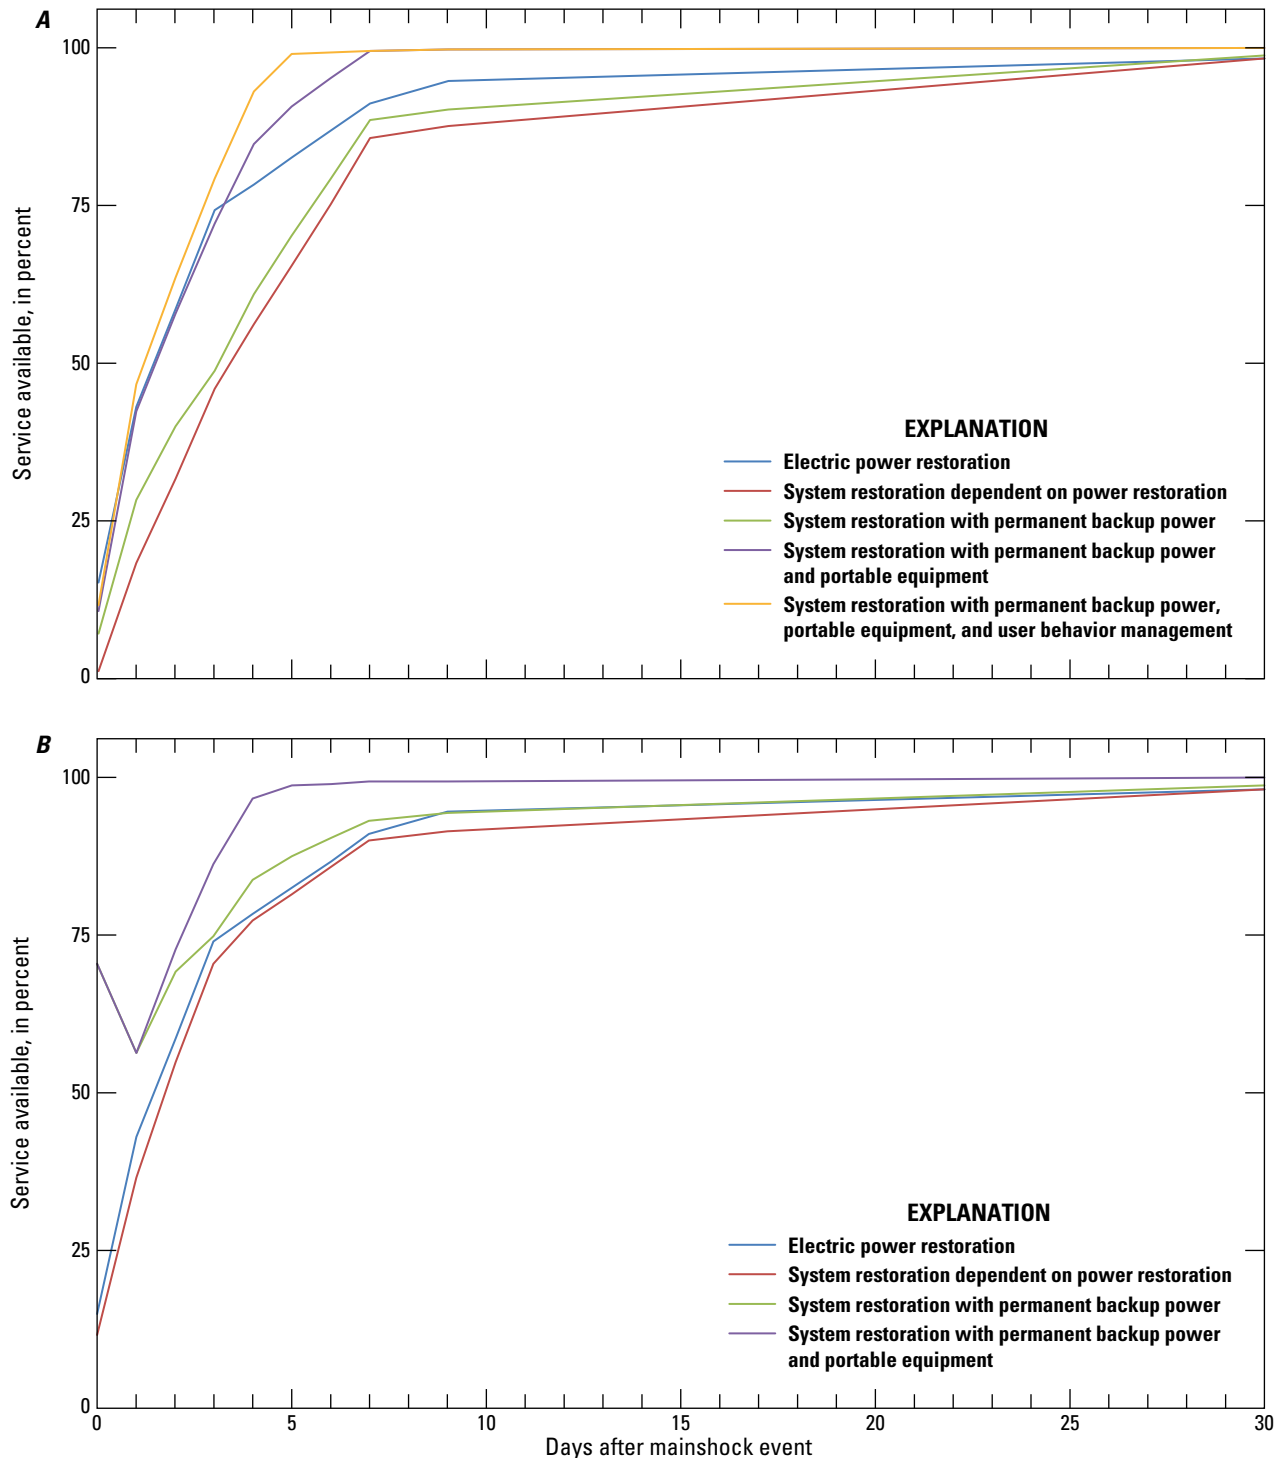 A
100
75
50
25
0
Service available, in percent
EXPLANATION
Electric power restoration
System restoration dependent on power restoration
System restoration with permanent backup power
System restoration with permanent backup power
and portable equipment
System restoration with permanent backup power,
portable equipment, and user behavior management
B
100
75
50
25
0
Service available, in percent
EXPLANATION
Electric power restoration
System restoration dependent on power restoration
System restoration with permanent backup power
System restoration with permanent backup power
and portable equipment
0 5 10 15 20 25 30
Days after mainshock event